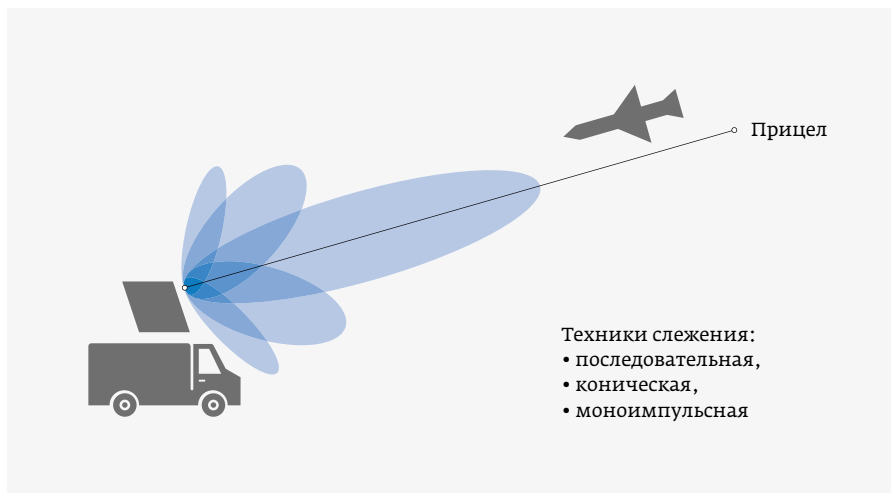 Прицел
Техники слежения:
• последовательная,
• коническая,
• моноимпульсная